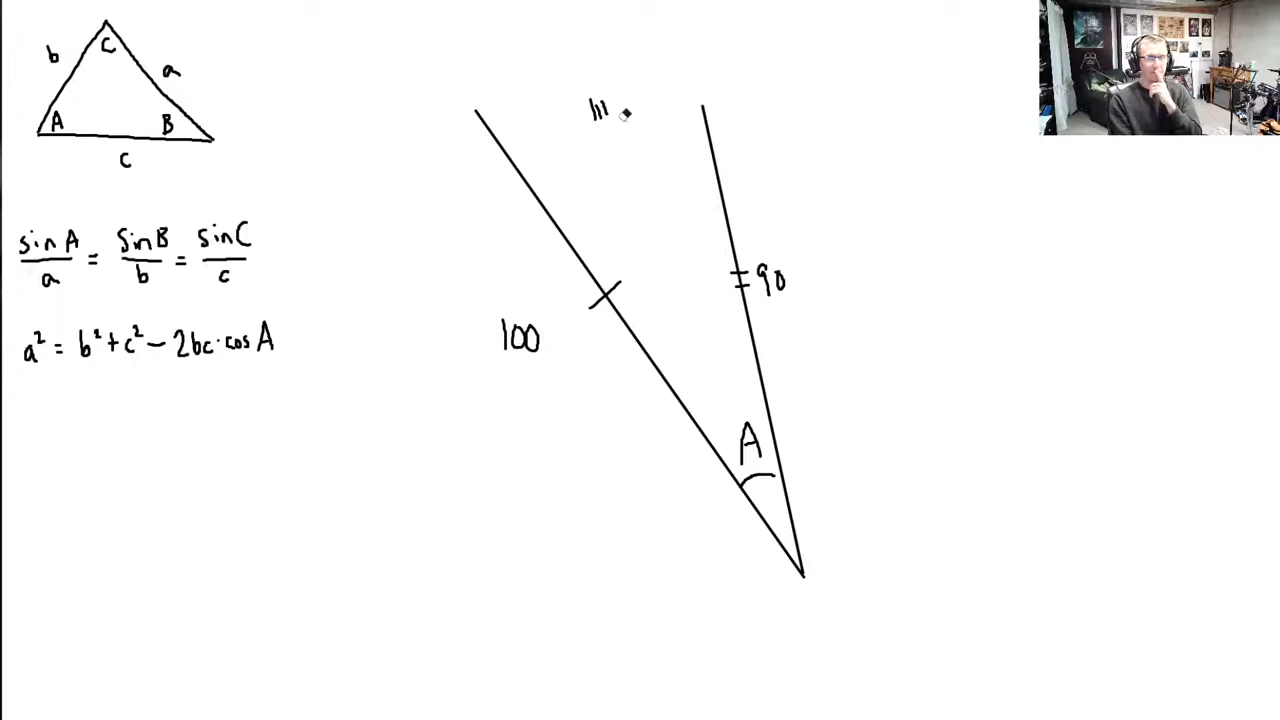 C
b
a
A
B
c
sin A / a = sin B / b = sin C / c
a² = b² + c² − 2bc · cos A
100
90
A